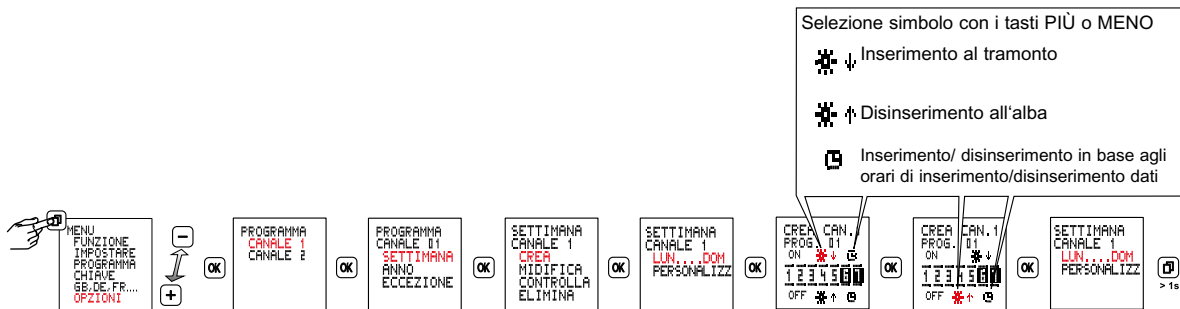 Selezione simbolo con i tasti PIÙ o MENO
Inserimento al tramonto
Disinserimento all'alba
Inserimento/ disinserimento in base agli
orari di inserimento/disinserimento dati
MENU
FUNZIONE
IMPOSTARE
PROGRAMMA
CHIAVE
GB,DE,FR....
OPZIONI
OK
PROGRAMMA
CANALE 1
CANALE 2
OK
PROGRAMMA
CANALE 01
SETTIMANA
ANNO
ECCEZIONE
OK
SETTIMANA
CANALE 1
CREA
MIDIFICA
CONTROLLA
ELIMINA
OK
SETTIMANA
CANALE 1
LUN....DOM
PERSONALIZZ
OK
CREA CAN.
PROG. 01
ON
1 2 3 4 5 6 7
OFF
OK
CREA CAN.1
PROG. 01
ON
1 2 3 4 5 6 7
OFF
OK
SETTIMANA
CANALE 1
LUN....DOM
PERSONALIZZ
> 1s